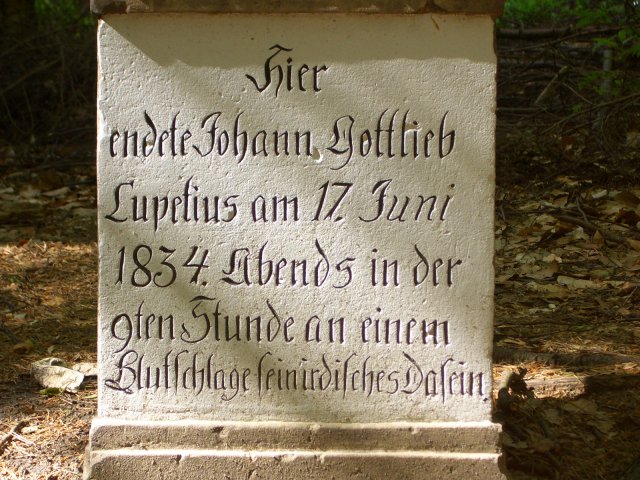 Hier
endete Johann Gottlieb
Lupetius am 17. Juni
1834. Abends in der
9ten Stunde an einem
Blutſchlage ſein irdiſches Daſein.